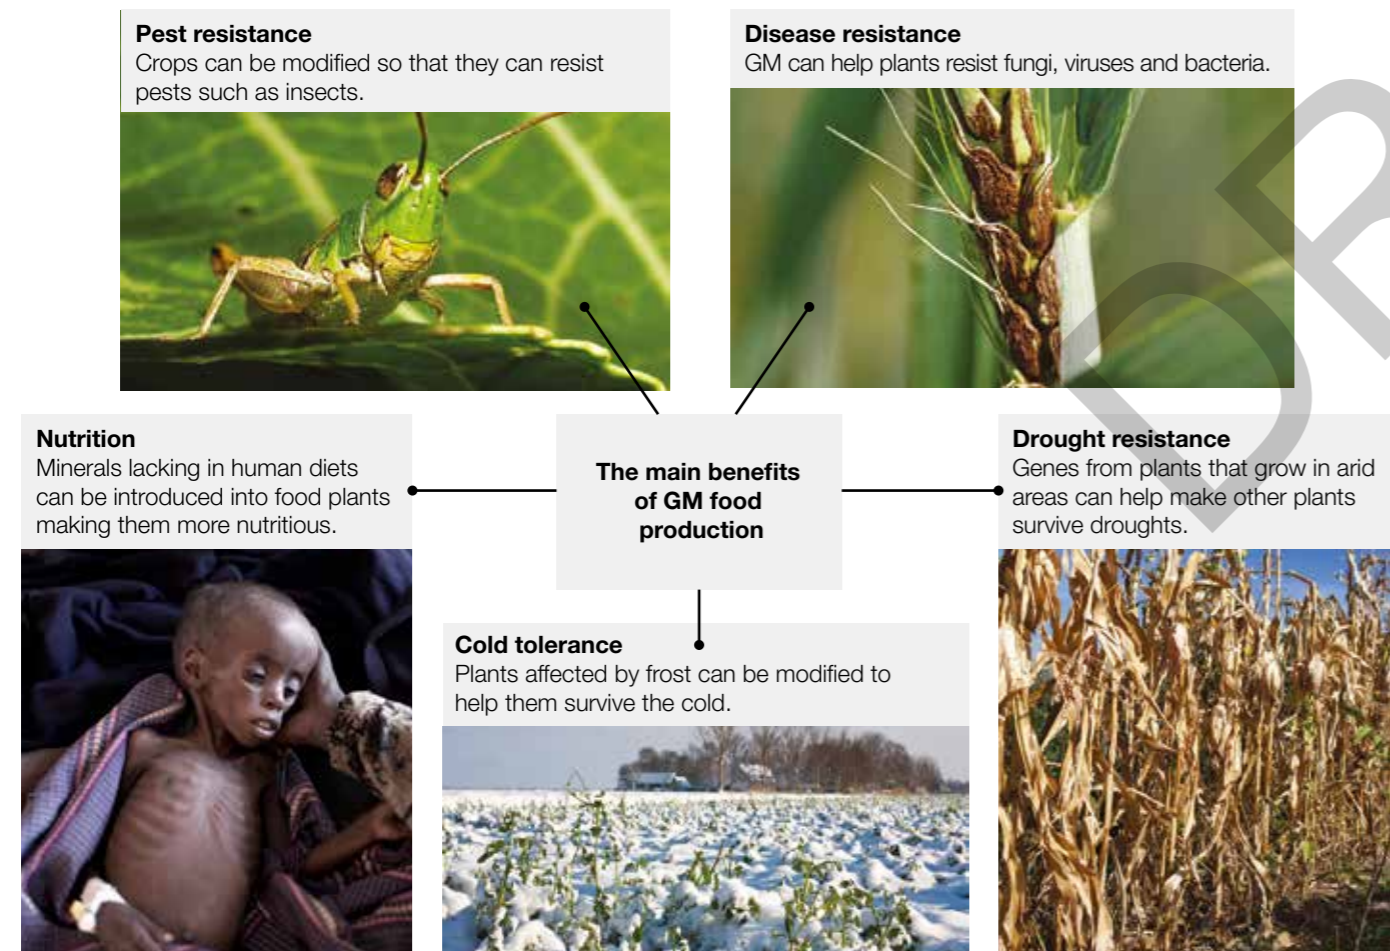 Pest resistance
Crops can be modified so that they can resist
pests such as insects.
Disease resistance
GM can help plants resist fungi, viruses and bacteria.
Nutrition
Minerals lacking in human diets
can be introduced into food plants
making them more nutritious.
The main benefits
of GM food
production
Drought resistance
Genes from plants that grow in arid
areas can help make other plants
survive droughts.
Cold tolerance
Plants affected by frost can be modified to
help them survive the cold.
DR